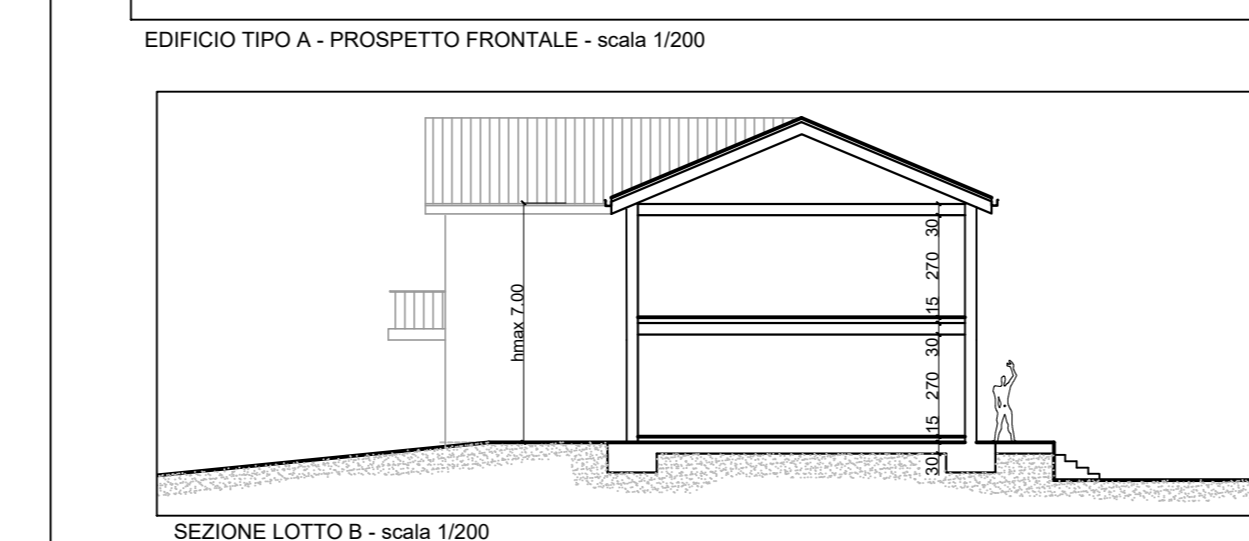 EDIFICIO TIPO A - PROSPETTO FRONTALE - scala 1/200
hmax 7.00
30
270
15
30
270
15
30
SEZIONE LOTTO B - scala 1/200